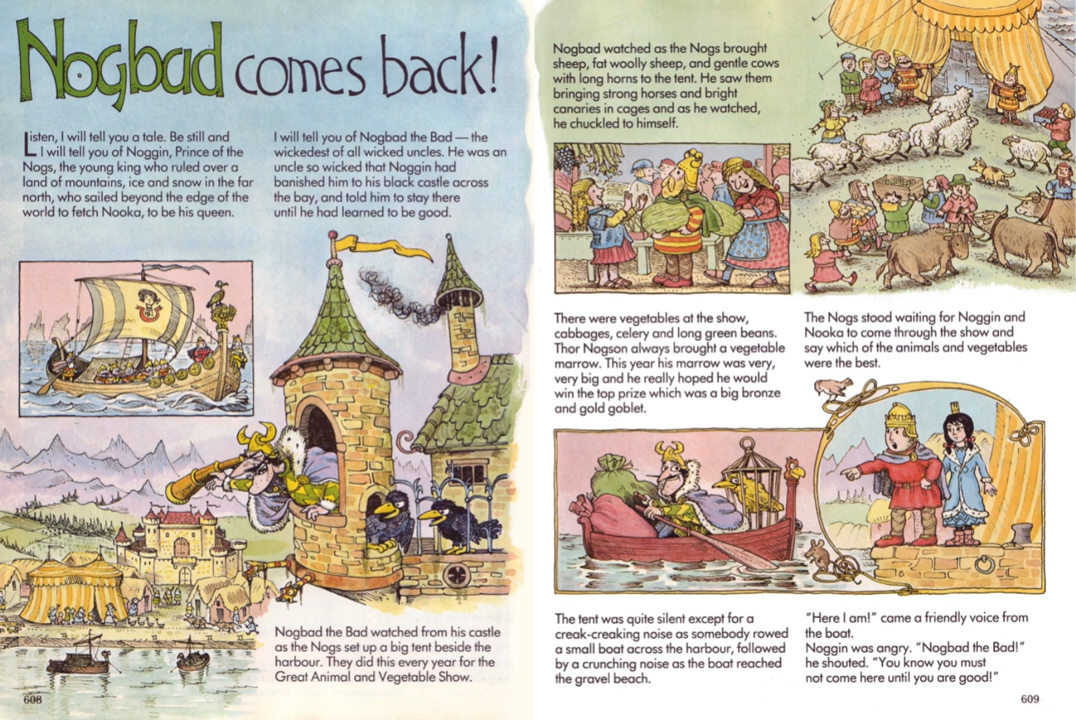 Nogbad comes back!
Listen, I will tell you a tale. Be still and
I will tell you of Noggin, Prince of the
Nogs, the young king who ruled over a
land of mountains, ice and snow in the far
north, who sailed beyond the edge of the
world to fetch Nooka, to be his queen.
I will tell you of Nogbad the Bad — the
wickedest of all wicked uncles. He was an
uncle so wicked that Noggin had
banished him to his black castle across
the bay, and told him to stay there
until he had learned to be good.
Nogbad the Bad watched from his castle
as the Nogs set up a big tent beside the
harbour. They did this every year for the
Great Animal and Vegetable Show.
608
Nogbad watched as the Nogs brought
sheep, fat woolly sheep, and gentle cows
with long horns to the tent. He saw them
bringing strong horses and bright
canaries in cages and as he watched,
he chuckled to himself.
There were vegetables at the show,
cabbages, celery and long green beans.
Thor Nogson always brought a vegetable
marrow. This year his marrow was very,
very big and he really hoped he would
win the top prize which was a big bronze
and gold goblet.
The Nogs stood waiting for Noggin and
Nooka to come through the show and
say which of the animals and vegetables
were the best.
The tent was quite silent except for a
creak-creaking noise as somebody rowed
a small boat across the harbour, followed
by a crunching noise as the boat reached
the gravel beach.
“Here I am!” came a friendly voice from
the boat.
Noggin was angry. “Nogbad the Bad!”
he shouted. “You know you must
not come here until you are good!”
609